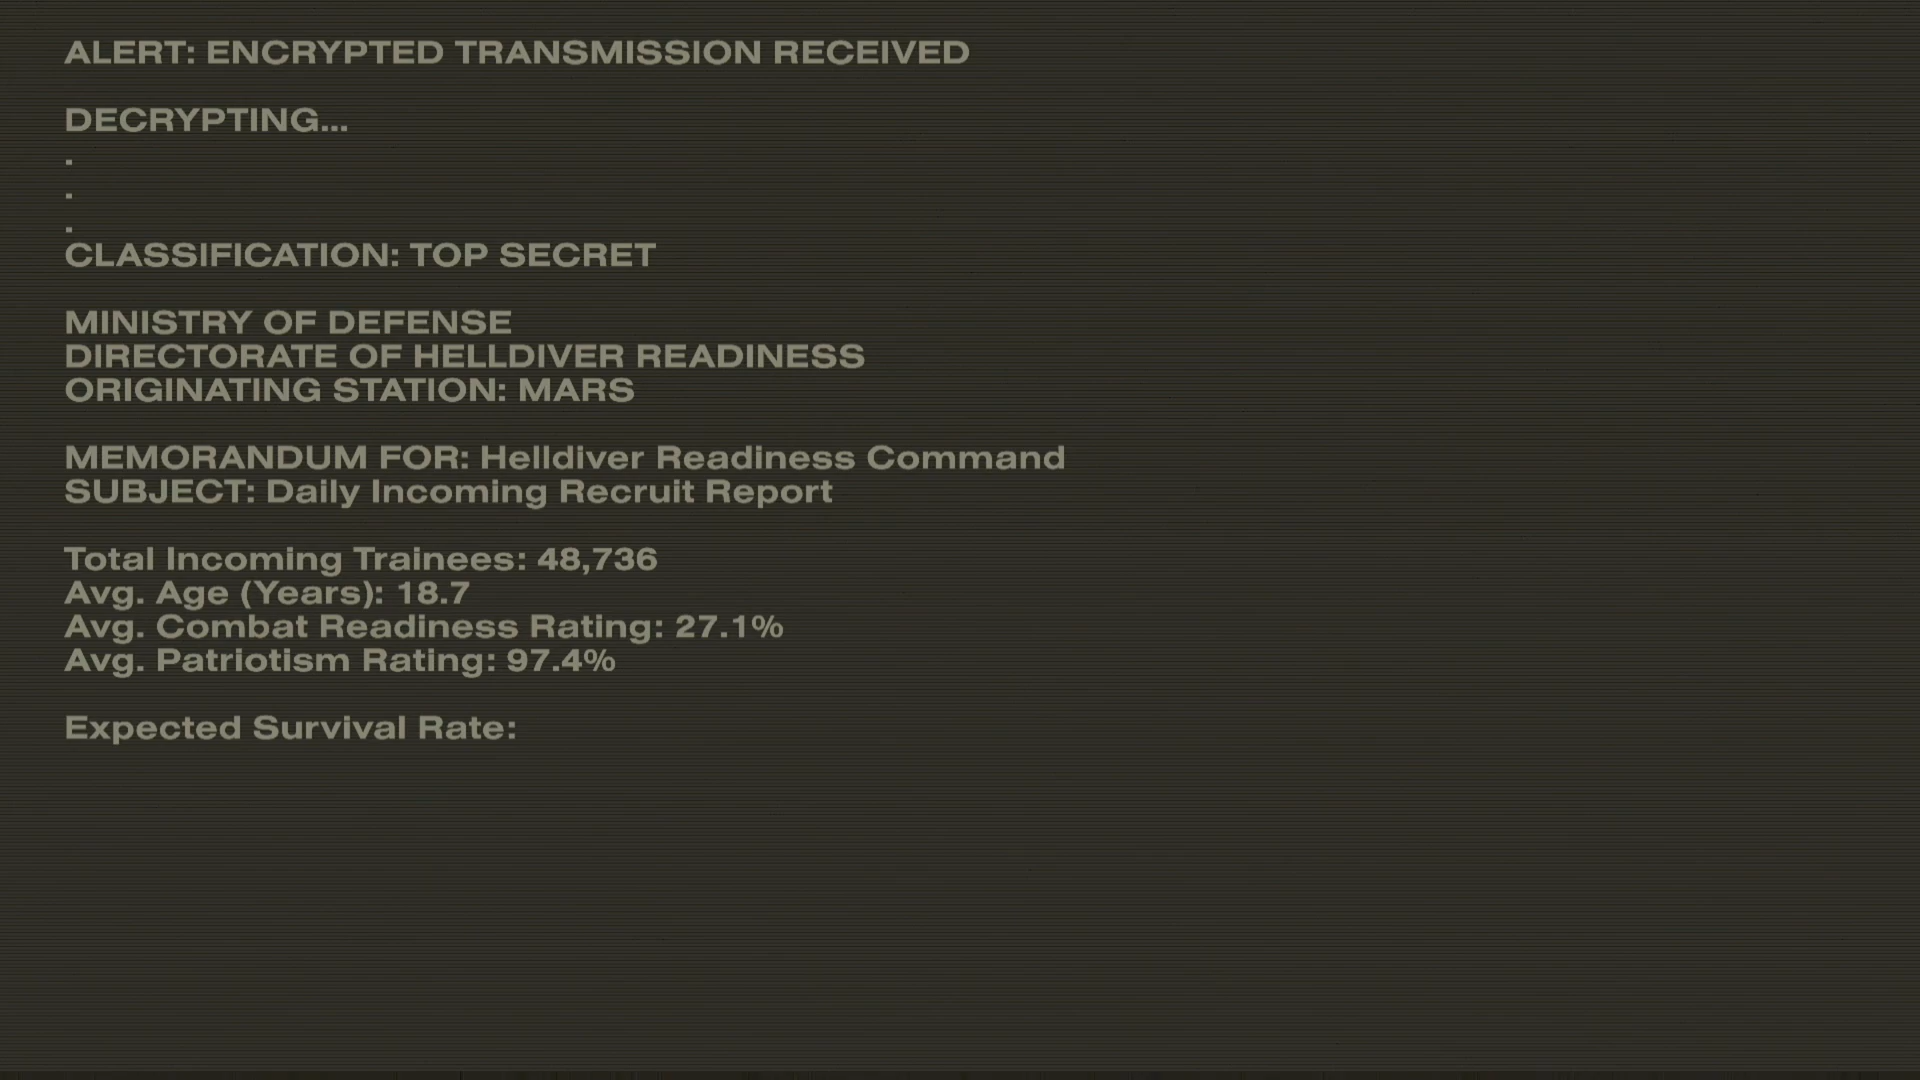 ALERT: ENCRYPTED TRANSMISSION RECEIVED
DECRYPTING...
.
.
.
CLASSIFICATION: TOP SECRET
MINISTRY OF DEFENSE
DIRECTORATE OF HELLDIVER READINESS
ORIGINATING STATION: MARS
MEMORANDUM FOR: Helldiver Readiness Command
SUBJECT: Daily Incoming Recruit Report
Total Incoming Trainees: 48,736
Avg. Age (Years): 18.7
Avg. Combat Readiness Rating: 27.1%
Avg. Patriotism Rating: 97.4%
Expected Survival Rate: